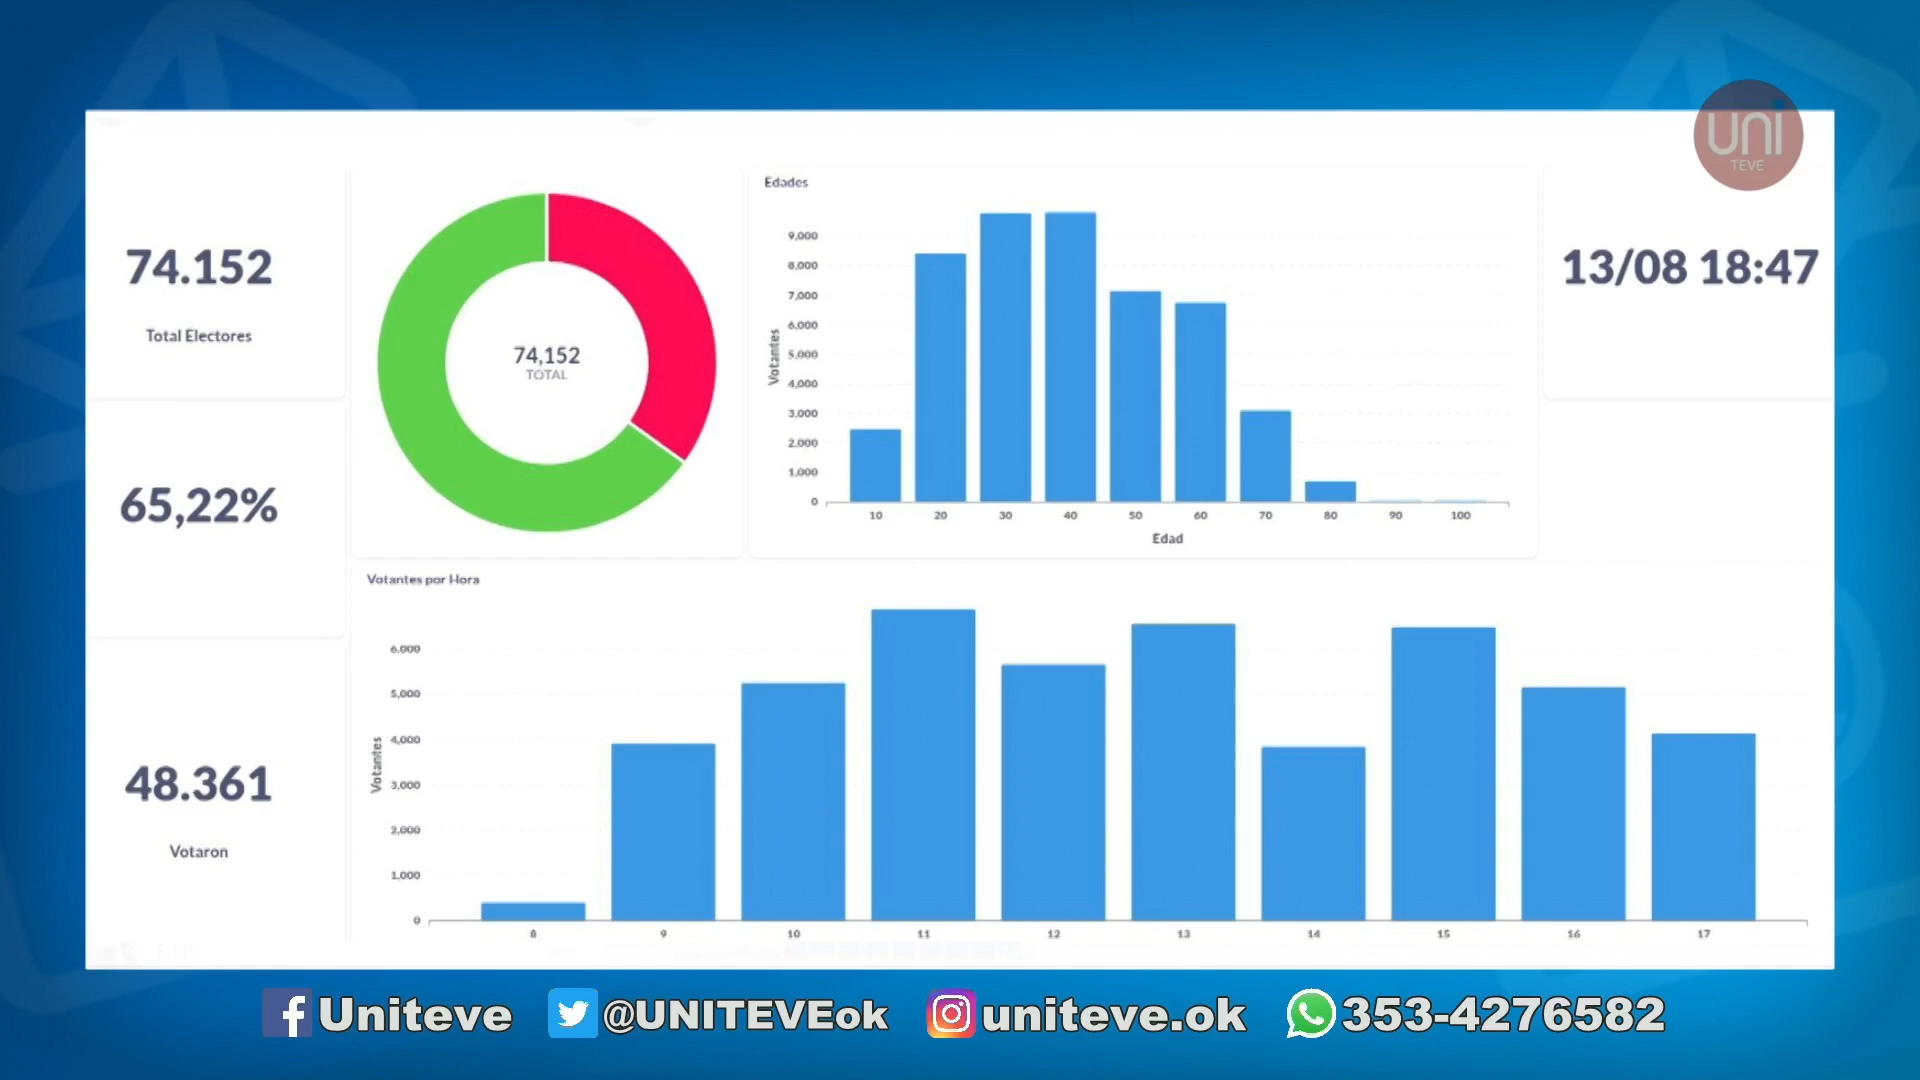 uni
TEVE
74.152
Total Electores
65,22%
48.361
Votaron
74,152
TOTAL
Edades
Votantes
9,000
8,000
7,000
6,000
5,000
4,000
3,000
2,000
1,000
0
10 20 30 40 50 60 70 80 90 100
Edad
13/08 18:47
Votantes por Hora
Votantes
6,000
5,000
4,000
3,000
2,000
1,000
0
8 9 10 11 12 13 14 15 16 17
Edith
Uniteve @UNITEVEok uniteve.ok 353-4276582